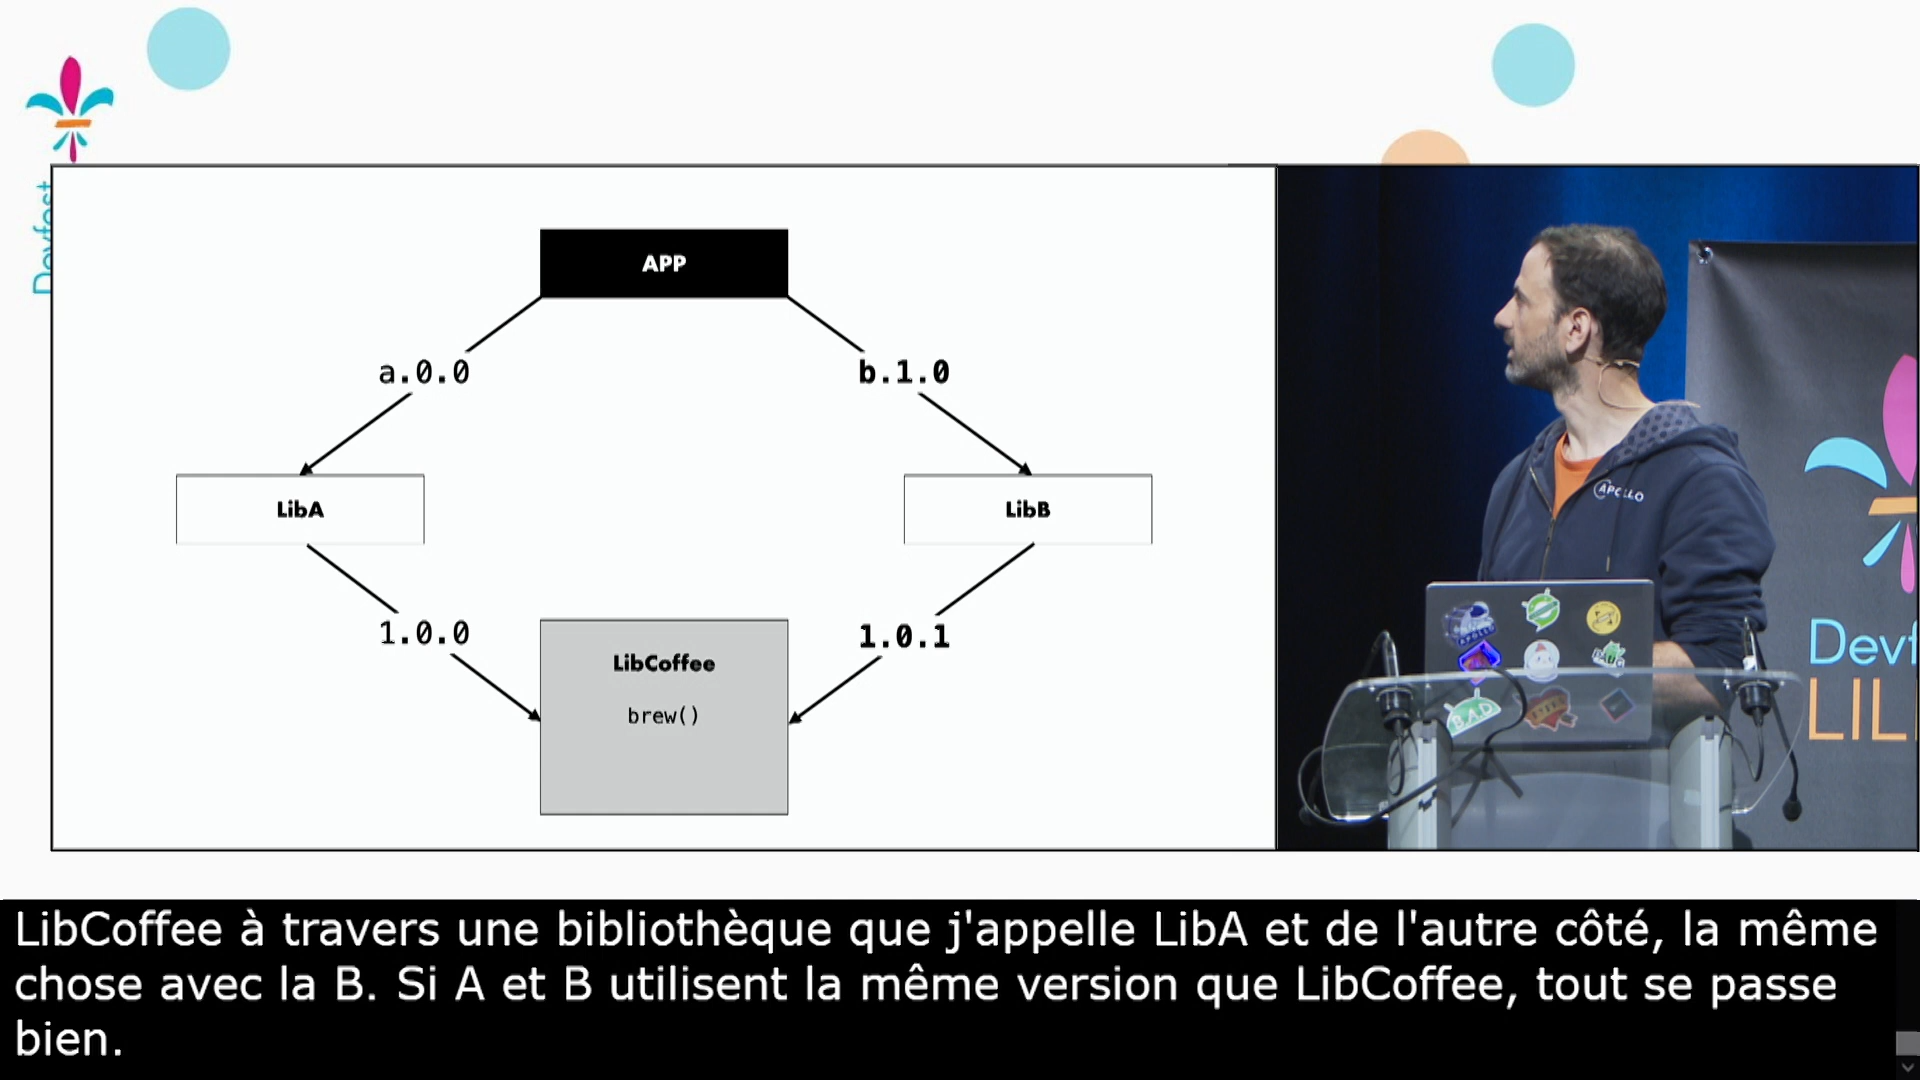 Devfest
APP
a.0.0
b.1.0
LibA
LibB
1.0.0
1.0.1
LibCoffee
brew()
APOLLO
APOLLO
B.A.D
Devf
LIL
LibCoffee à travers une bibliothèque que j'appelle LibA et de l'autre côté, la même
chose avec la B. Si A et B utilisent la même version que LibCoffee, tout se passe
bien.